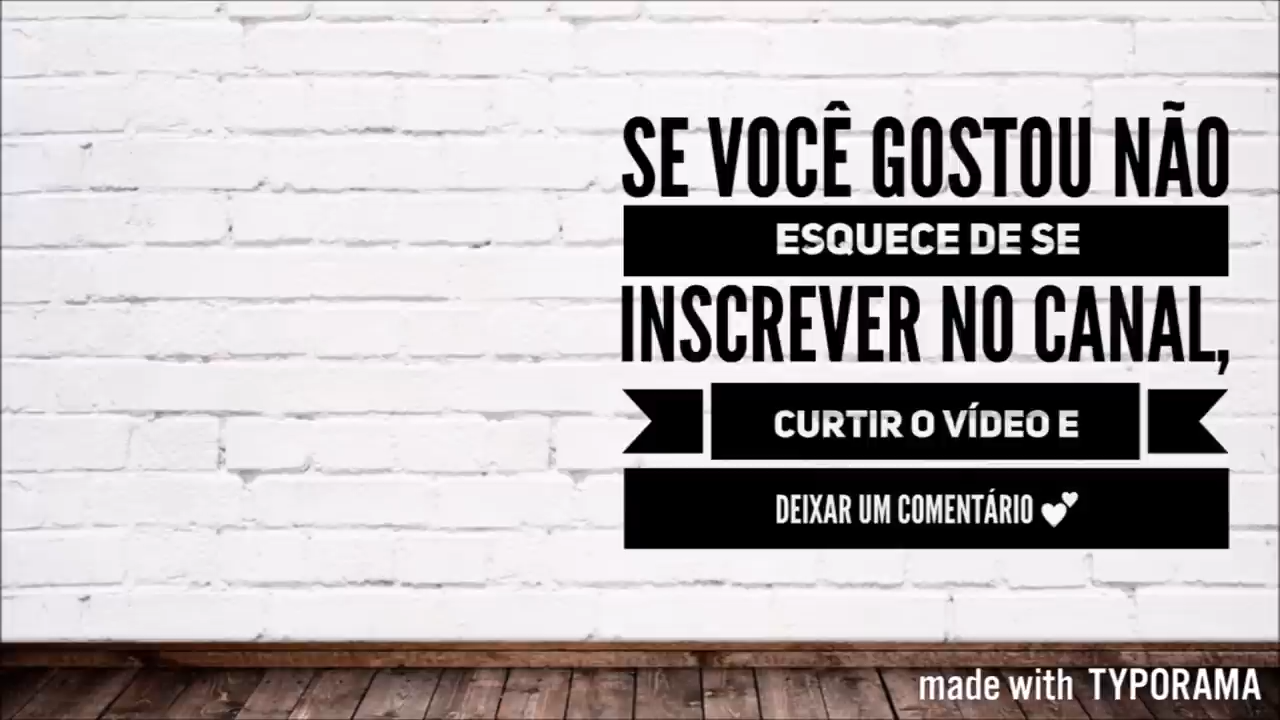 SE VOCÊ GOSTOU NÃO
ESQUECE DE SE
INSCREVER NO CANAL,
CURTIR O VÍDEO E
DEIXAR UM COMENTÁRIO 💕
made with TYPORAMA